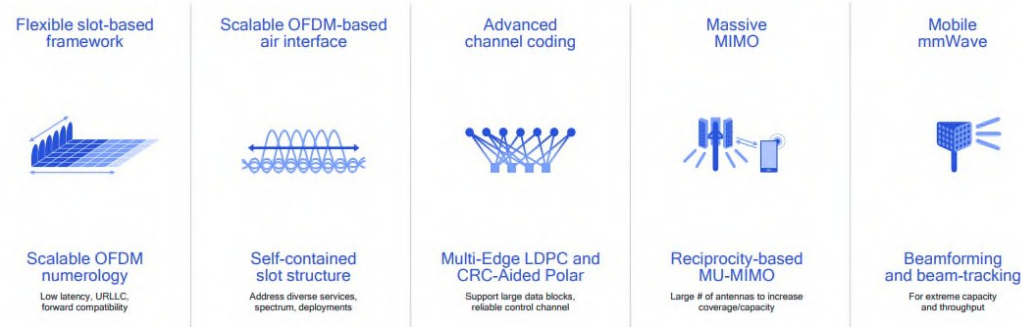 Flexible slot-based
framework
Scalable OFDM
numerology
Low latency, URLLC,
forward compatibility
Scalable OFDM-based
air interface
Self-contained
slot structure
Address diverse services,
spectrum, deployments
Advanced
channel coding
Multi-Edge LDPC and
CRC-Aided Polar
Support large data blocks,
reliable control channel
Massive
MIMO
Reciprocity-based
MU-MIMO
Large # of antennas to increase
coverage/capacity
Mobile
mmWave
Beamforming
and beam-tracking
For extreme capacity
and throughput